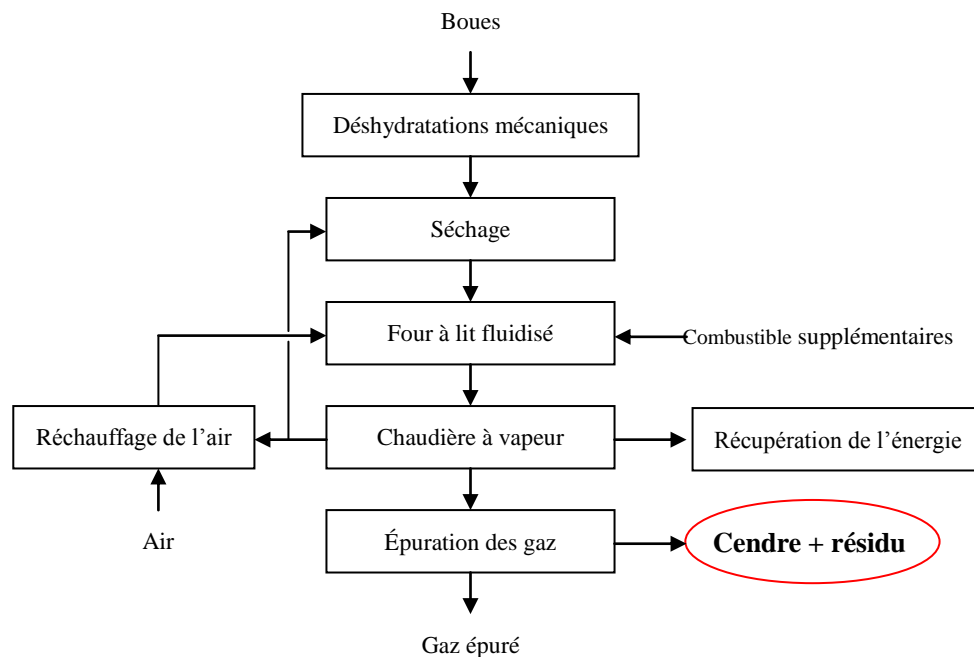 Boues
Déshydratations mécaniques
Séchage
Four à lit fluidisé
Combustible supplémentaires
Réchauffage de l’air
Chaudière à vapeur
Récupération de l’énergie
Air
Épuration des gaz
Cendre + résidu
Gaz épuré